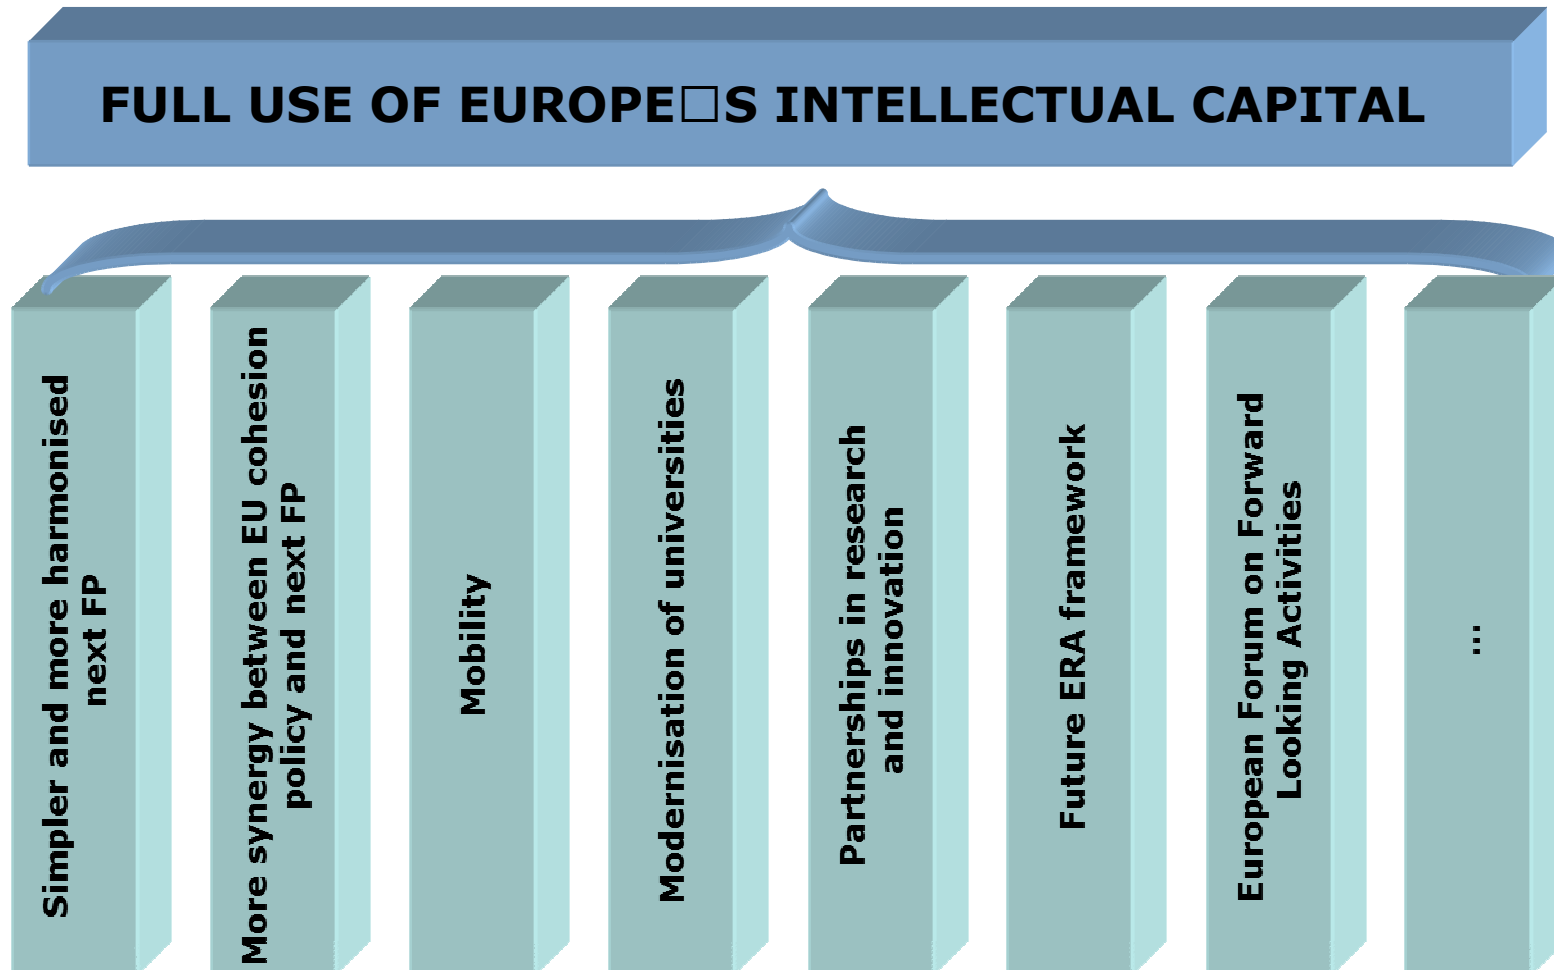 FULL USE OF EUROPE□S INTELLECTUAL CAPITAL
Simpler and more harmonised
next FP
More synergy between EU cohesion
policy and next FP
Mobility
Modernisation of universities
Partnerships in research
and innovation
Future ERA framework
European Forum on Forward
Looking Activities
...